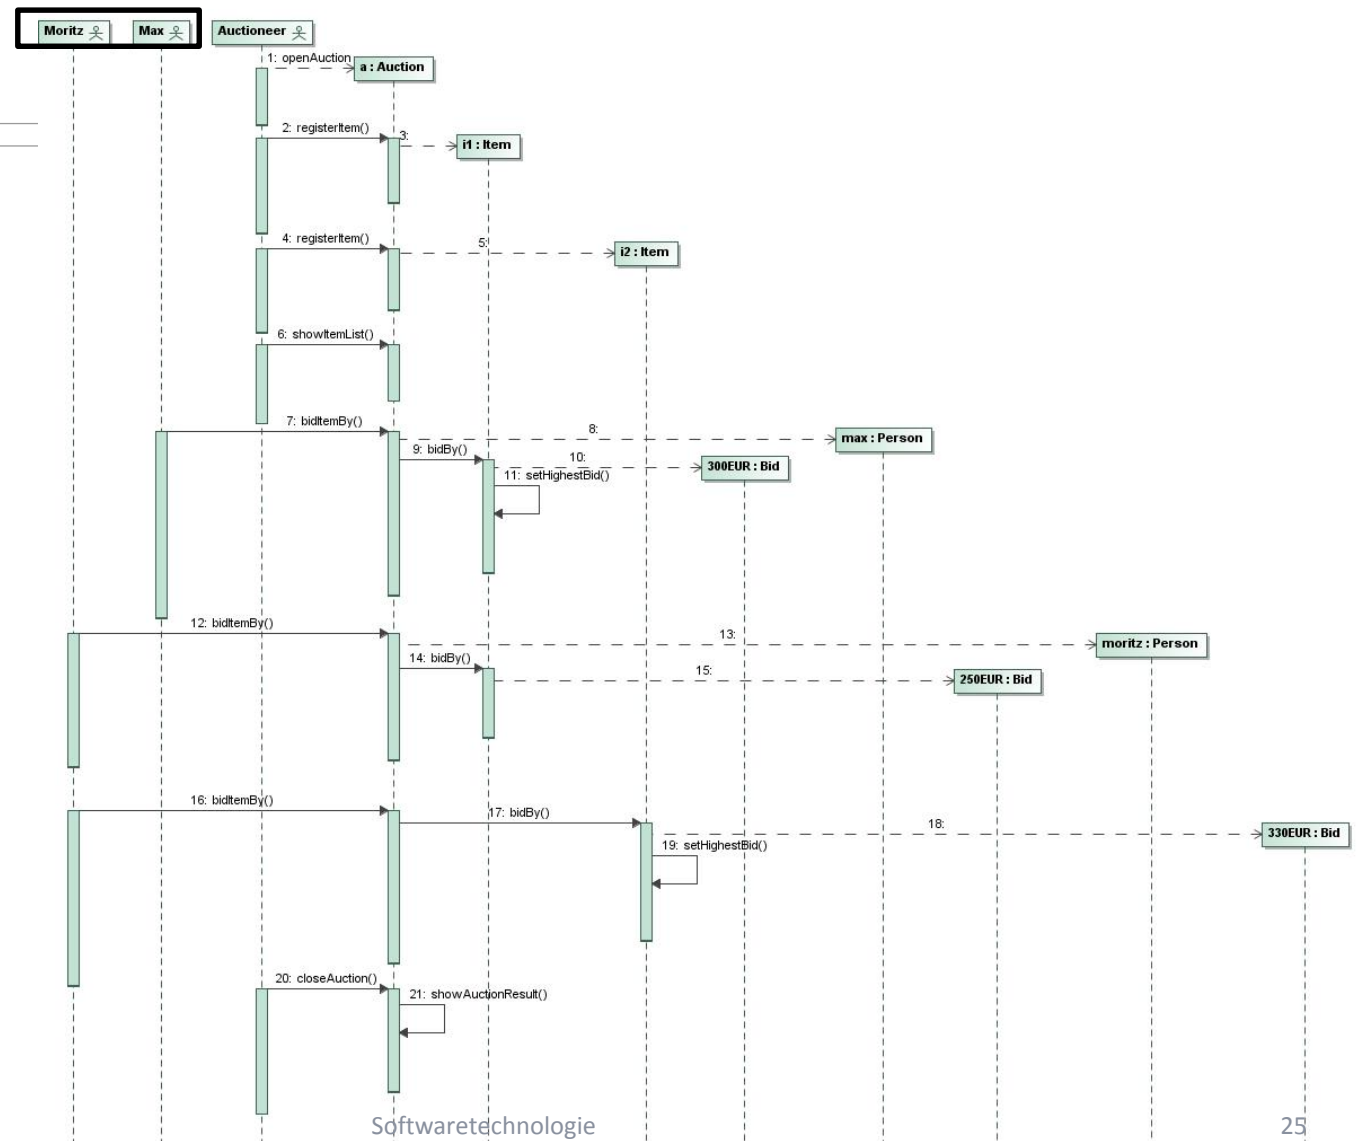 Moritz
Max
Auctioneer
1: openAuction
a : Auction
2: registerItem()
3:
i1 : Item
4: registerItem()
5:
i2 : Item
6: showItemList()
7: bidItemBy()
8:
max : Person
9: bidBy()
10:
300EUR : Bid
11: setHighestBid()
12: bidItemBy()
13:
moritz : Person
14: bidBy()
15:
250EUR : Bid
16: bidItemBy()
17: bidBy()
18:
330EUR : Bid
19: setHighestBid()
20: closeAuction()
21: showAuctionResult()
Softwaretechnologie
25